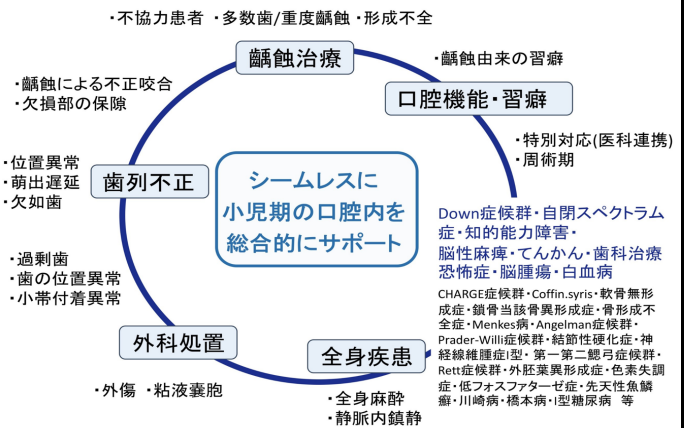 ・不協力患者 ・多数歯/重度齲蝕 ・形成不全
齲蝕治療
・齲蝕由来の習癖
口腔機能・習癖
・齲蝕による不正咬合
・欠損部の保隙
・特別対応(医科連携)
・周術期
・位置異常
・萌出遅延
・欠如歯
歯列不正
シームレスに
小児期の口腔内を
総合的にサポート
Down症候群・自閉スペクトラム
症・知的能力障害・
脳性麻痺・てんかん・歯科治療
恐怖症・脳腫瘍・白血病
・過剰歯
・歯の位置異常
・小帯付着異常
CHARGE症候群・Coffin.syris・軟骨無形
成症・鎖骨当該骨異形成症・骨形成不
全症・Menkes病・Angelman症候群・
Prader-Willi症候群・結節性硬化症・神
経線維腫症I型・第一第二鰓弓症候群・
Rett症候群・外胚葉異形成症・色素失調
症・低フォスファターゼ症・先天性魚鱗
癬・川崎病・橋本病・I型糖尿病 等
外科処置
全身疾患
・外傷 ・粘液嚢胞
・全身麻酔
・静脈内鎮静